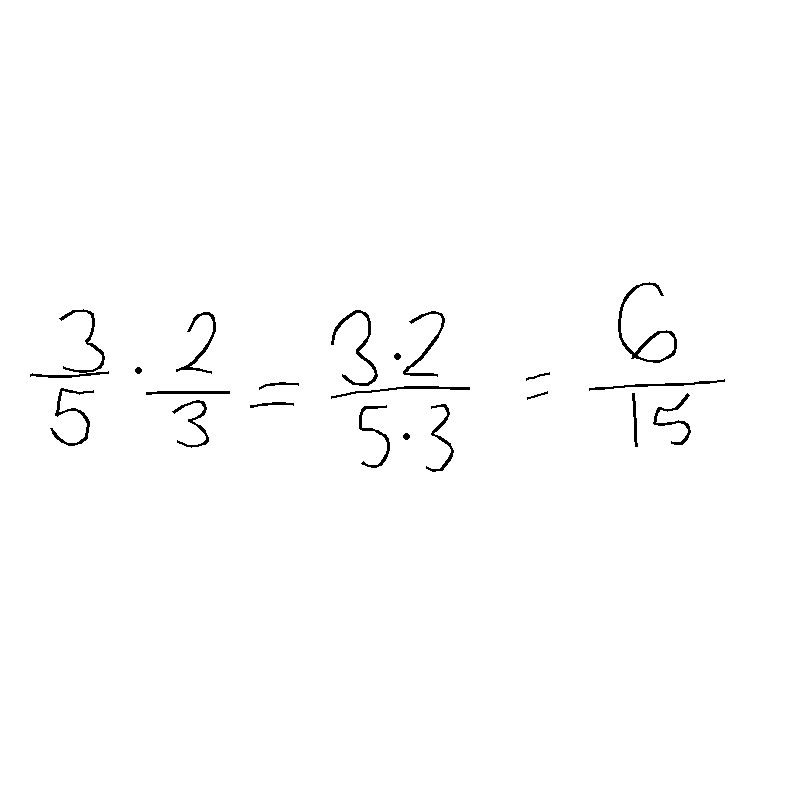 3/5 · 2/3 = 3·2/5·3 = 6/15